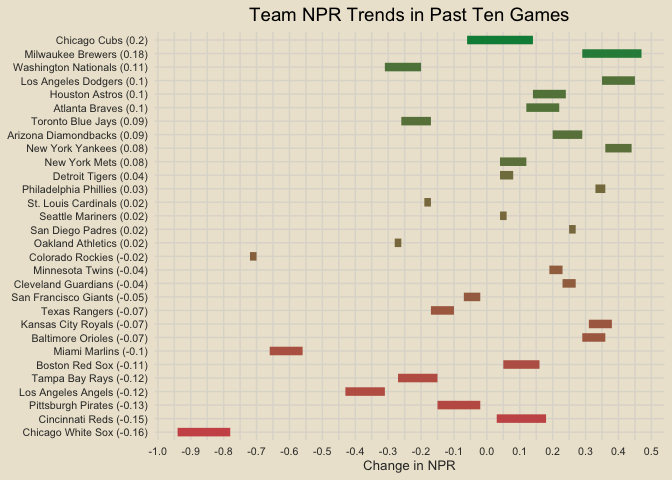 Team NPR Trends in Past Ten Games
Chicago Cubs (0.2)
Milwaukee Brewers (0.18)
Washington Nationals (0.11)
Los Angeles Dodgers (0.1)
Houston Astros (0.1)
Atlanta Braves (0.1)
Toronto Blue Jays (0.09)
Arizona Diamondbacks (0.09)
New York Yankees (0.08)
New York Mets (0.08)
Detroit Tigers (0.04)
Philadelphia Phillies (0.03)
St. Louis Cardinals (0.02)
Seattle Mariners (0.02)
San Diego Padres (0.02)
Oakland Athletics (0.02)
Colorado Rockies (-0.02)
Minnesota Twins (-0.04)
Cleveland Guardians (-0.04)
San Francisco Giants (-0.05)
Texas Rangers (-0.07)
Kansas City Royals (-0.07)
Baltimore Orioles (-0.07)
Miami Marlins (-0.1)
Boston Red Sox (-0.11)
Tampa Bay Rays (-0.12)
Los Angeles Angels (-0.12)
Pittsburgh Pirates (-0.13)
Cincinnati Reds (-0.15)
Chicago White Sox (-0.16)
-1.0 -0.9 -0.8 -0.7 -0.6 -0.5 -0.4 -0.3 -0.2 -0.1 0.0 0.1 0.2 0.3 0.4 0.5
Change in NPR